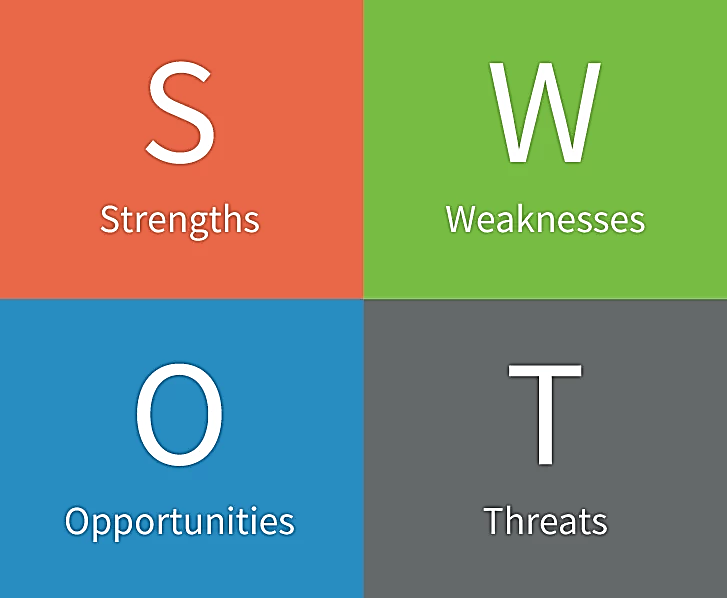 S
Strengths
W
Weaknesses
O
Opportunities
T
Threats